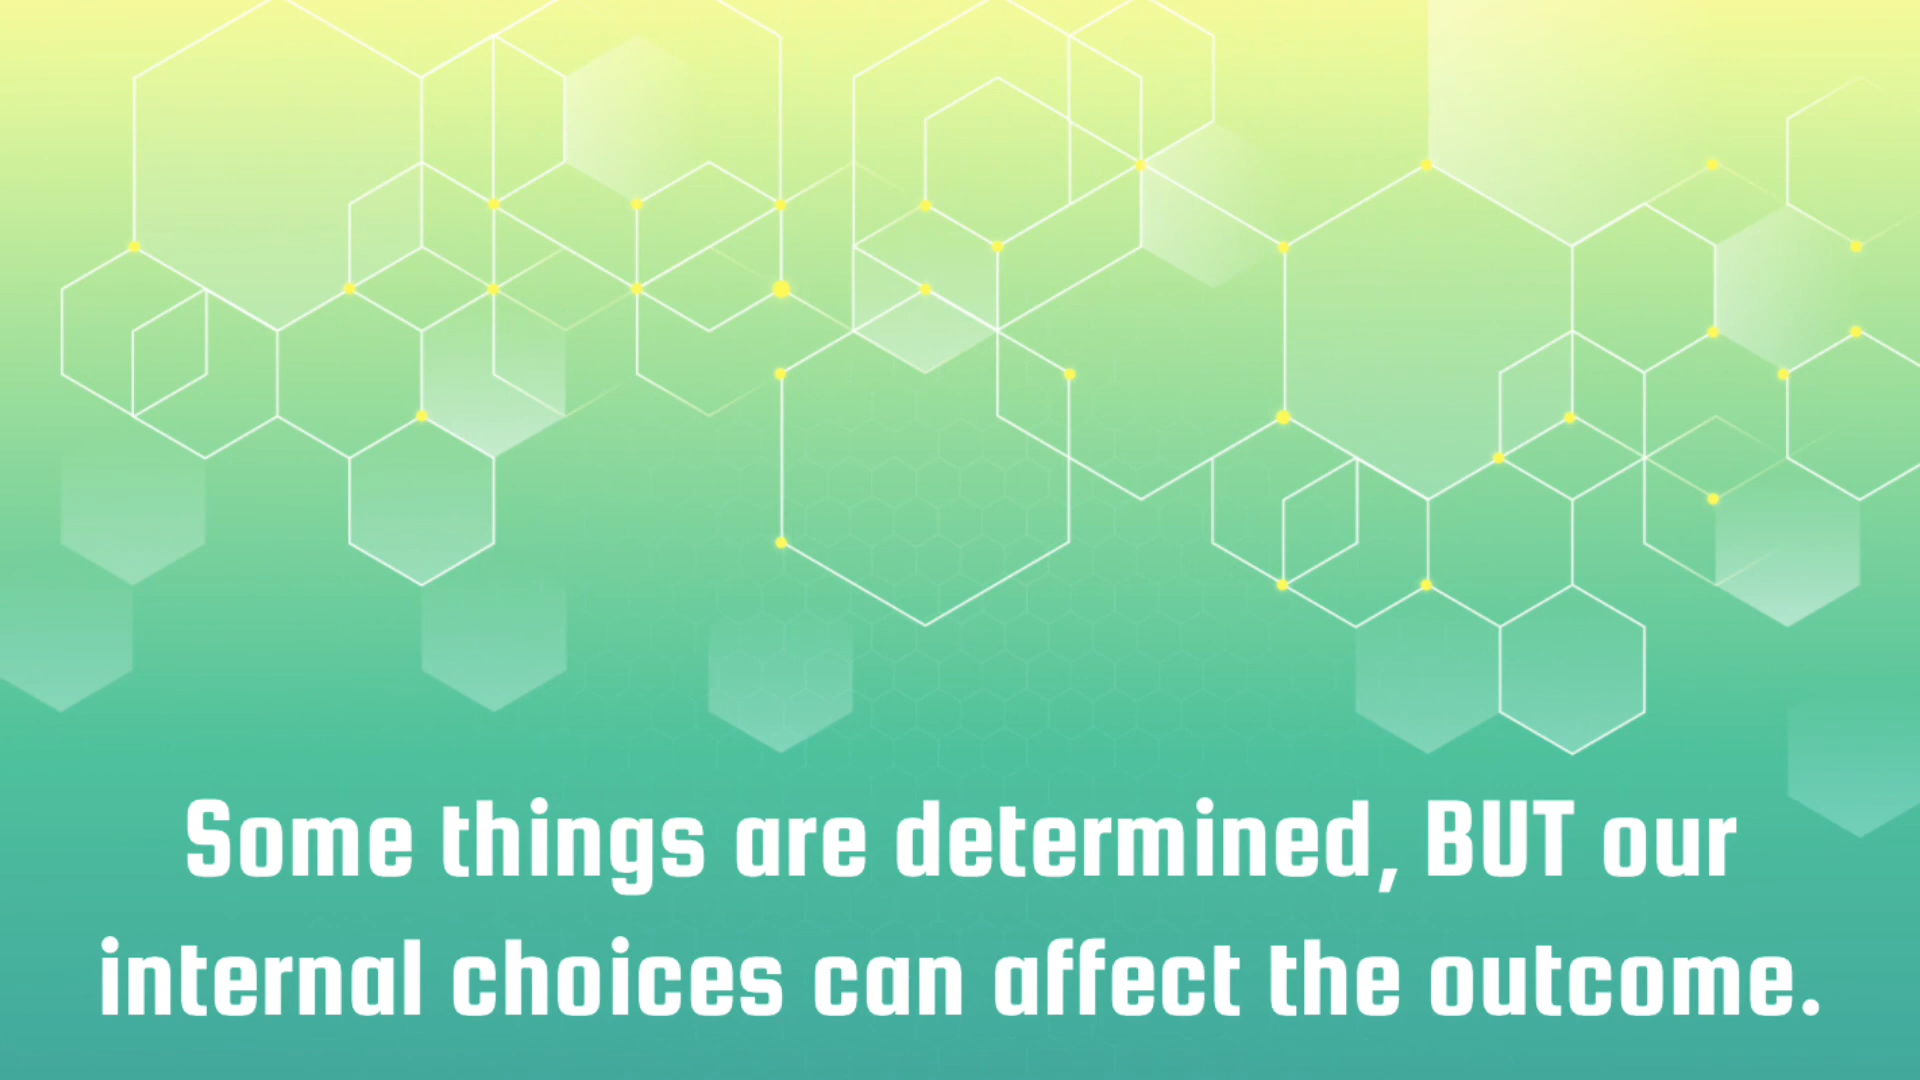 Some things are determined, BUT our
internal choices can affect the outcome.